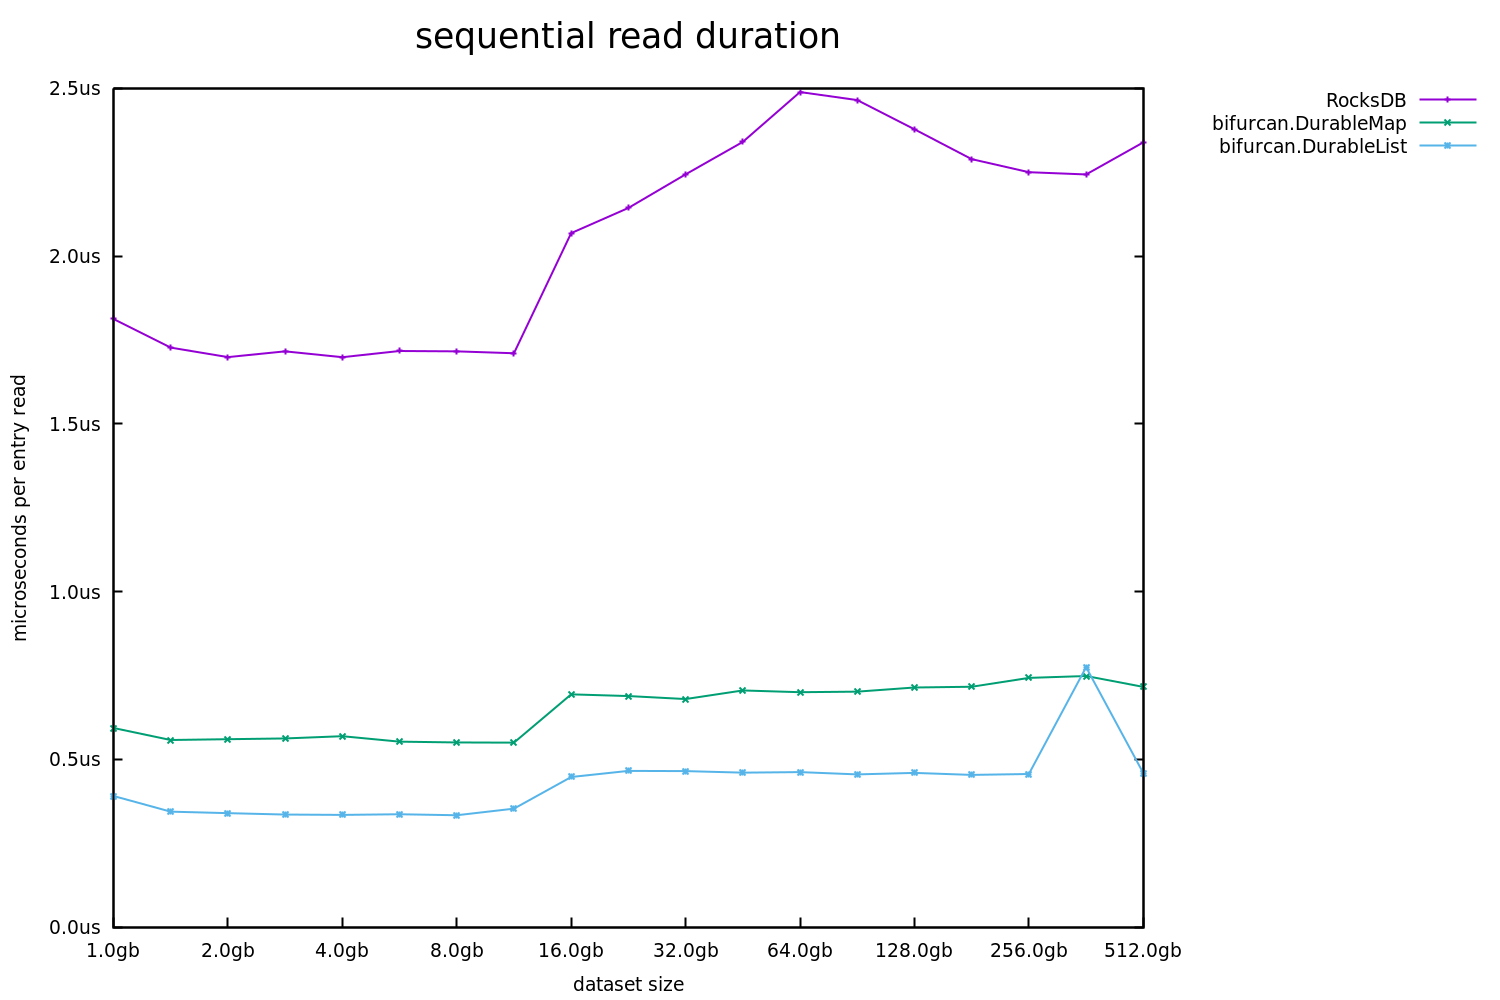 sequential read duration
2.5us
2.0us
1.5us
1.0us
0.5us
0.0us
microseconds per entry read
1.0gb 2.0gb 4.0gb 8.0gb 16.0gb 32.0gb 64.0gb 128.0gb 256.0gb 512.0gb
dataset size
RocksDB
bifurcan.DurableMap
bifurcan.DurableList